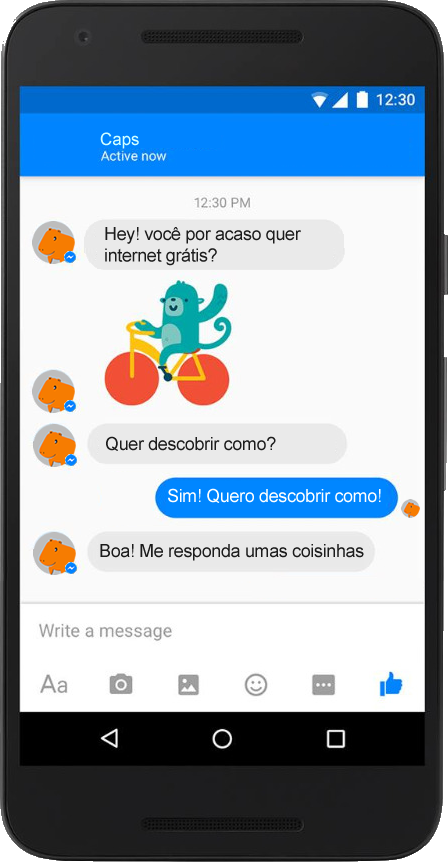 12:30
Caps
Active now
12:30 PM
Hey! você por acaso quer
internet grátis?
Quer descobrir como?
Sim! Quero descobrir como!
Boa! Me responda umas coisinhas
Write a message
Aa